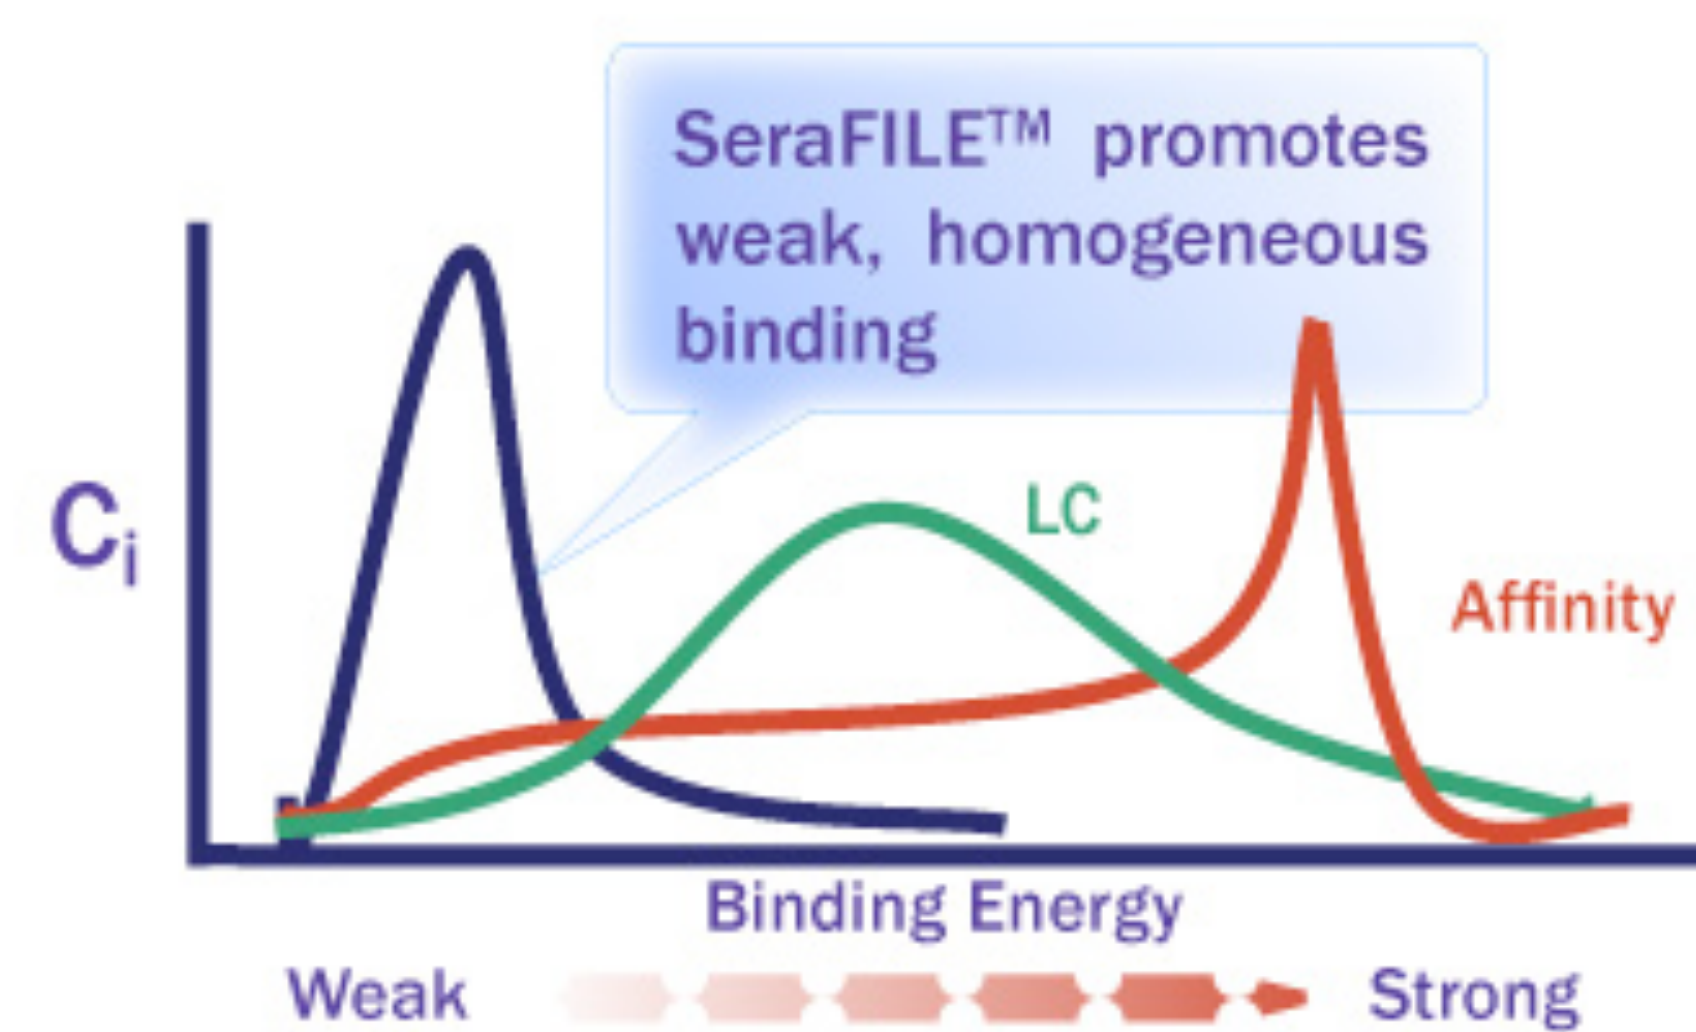 SeraFILE™ promotes
weak, homogeneous
binding
LC
Ci
Affinity
Binding Energy
Weak
Strong